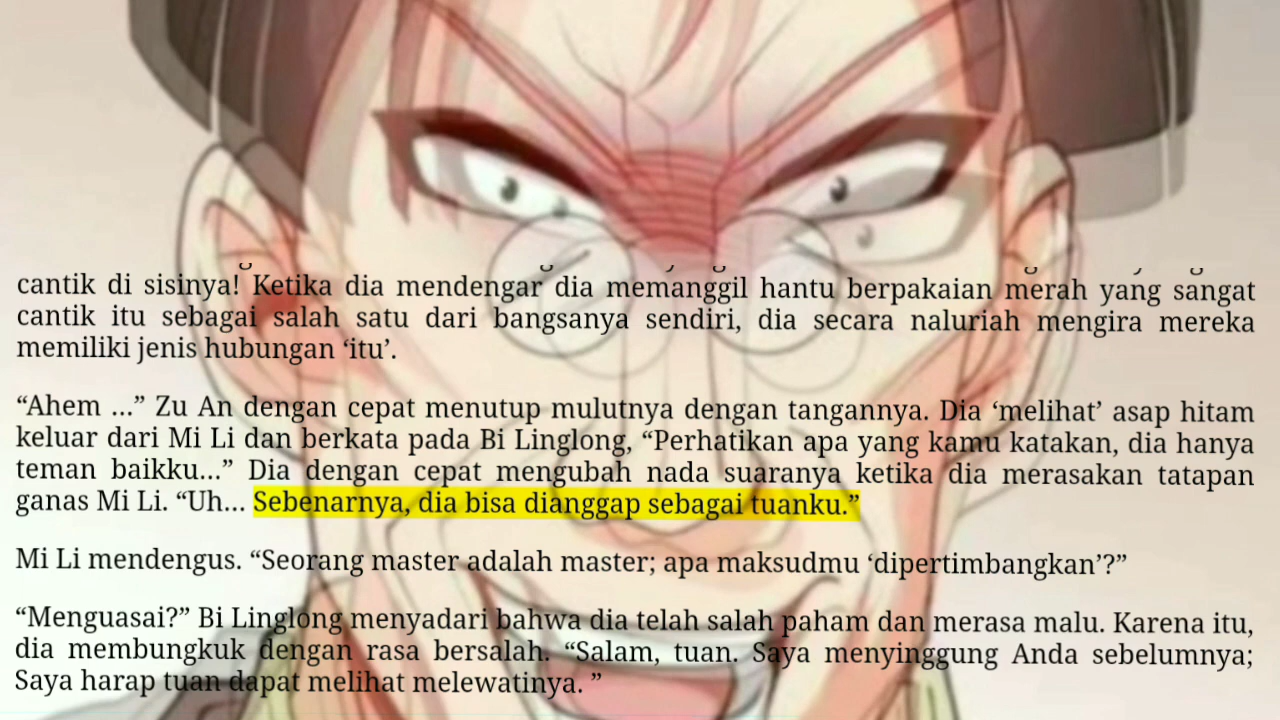 cantik di sisinya! Ketika dia mendengar dia memanggil hantu berpakaian merah yang sangat
cantik itu sebagai salah satu dari bangsanya sendiri, dia secara naluriah mengira mereka
memiliki jenis hubungan ‘itu’.
“Ahem ...” Zu An dengan cepat menutup mulutnya dengan tangannya. Dia ‘melihat’ asap hitam
keluar dari Mi Li dan berkata pada Bi Linglong, “Perhatikan apa yang kamu katakan, dia hanya
teman baikku...” Dia dengan cepat mengubah nada suaranya ketika dia merasakan tatapan
ganas Mi Li. “Uh... Sebenarnya, dia bisa dianggap sebagai tuanku.”
Mi Li mendengus. “Seorang master adalah master; apa maksudmu ‘dipertimbangkan’?”
“Menguasai?” Bi Linglong menyadari bahwa dia telah salah paham dan merasa malu. Karena itu,
dia membungkuk dengan rasa bersalah. “Salam, tuan. Saya menyinggung Anda sebelumnya;
Saya harap tuan dapat melihat melewatinya. ”